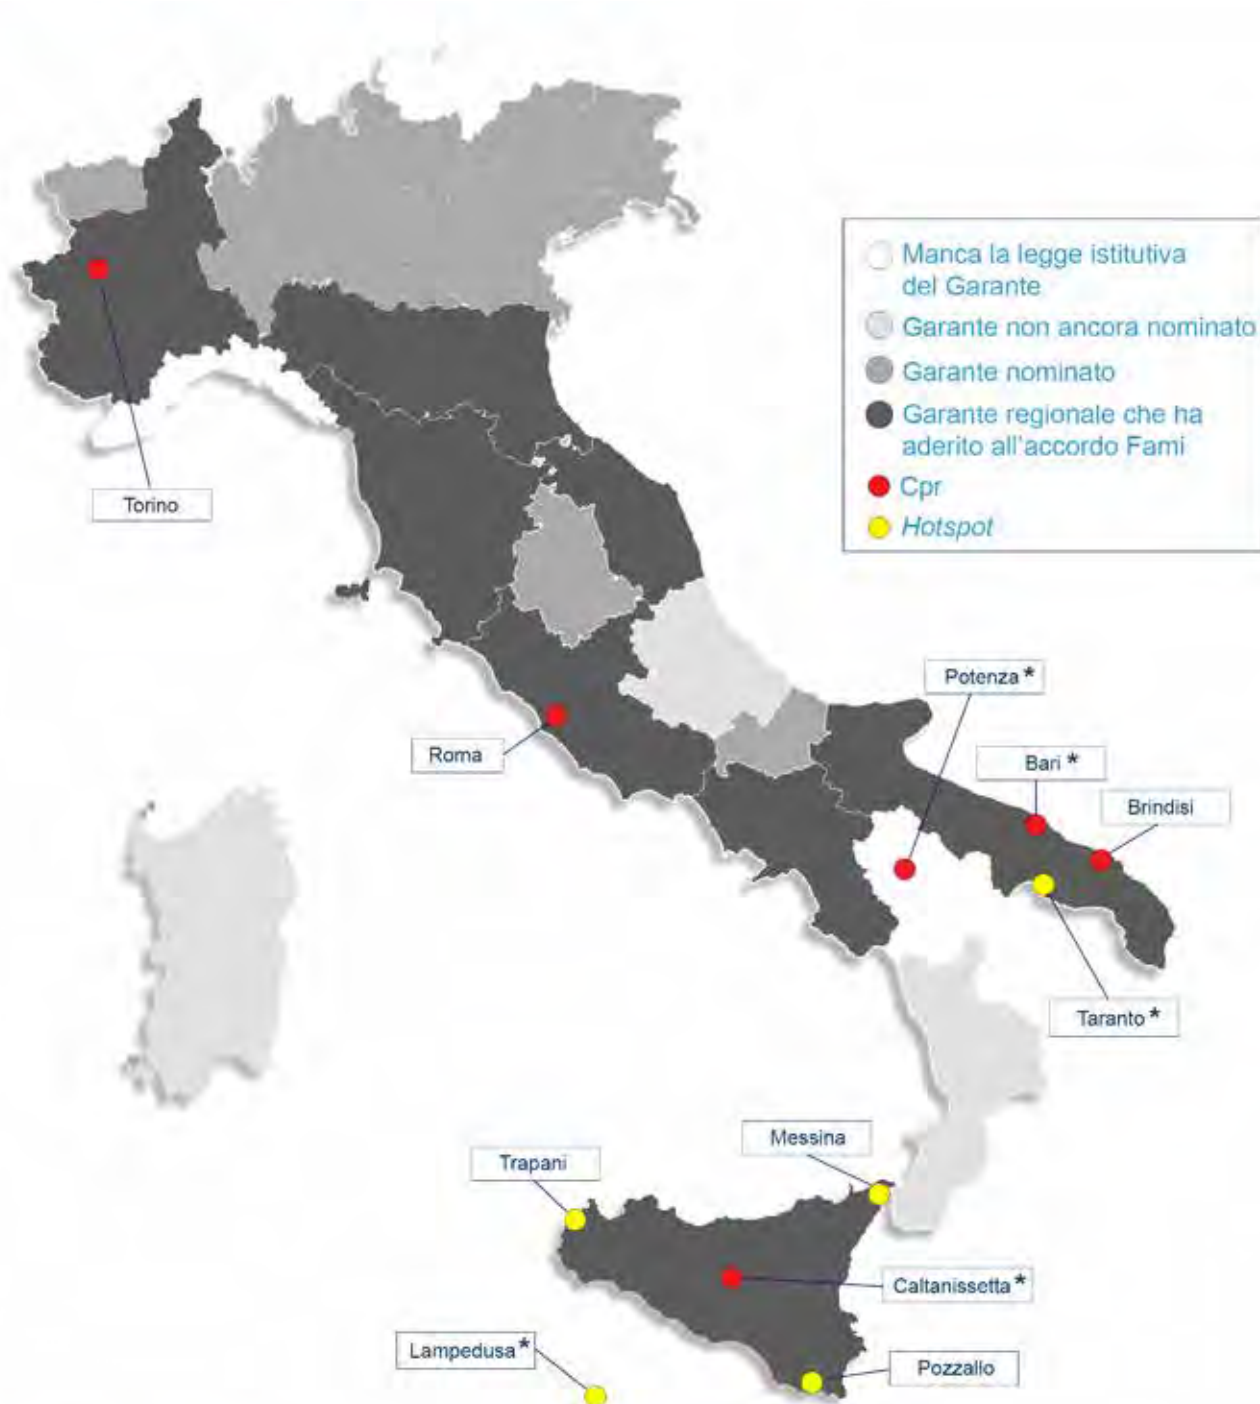 Manca la legge istitutiva
del Garante
Garante non ancora nominato
Garante nominato
Garante regionale che ha
aderito all'accordo Fami
Cpr
Hotspot
Torino
Potenza*
Roma
Bari*
Brindisi
Taranto*
Messina
Trapani
Caltanissetta*
Lampedusa*
Pozzallo